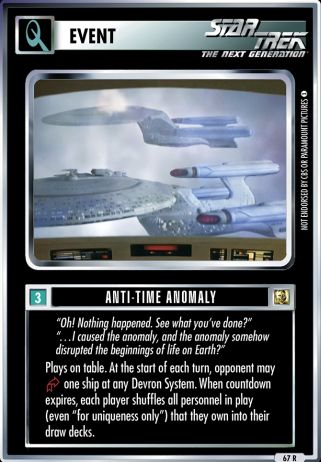 Q EVENT
STAR TREK
THE NEXT GENERATION®
NOT ENDORSED BY CBS OR PARAMOUNT PICTURES
3 ANTI-TIME ANOMALY
"Oh! Nothing happened. See what you've done?"
"…I caused the anomaly, and the anomaly somehow
disrupted the beginnings of life on Earth?"
Plays on table. At the start of each turn, opponent may
one ship at any Devron System. When countdown
expires, each player shuffles all personnel in play
(even "for uniqueness only") that they own into their
draw decks.
67 R